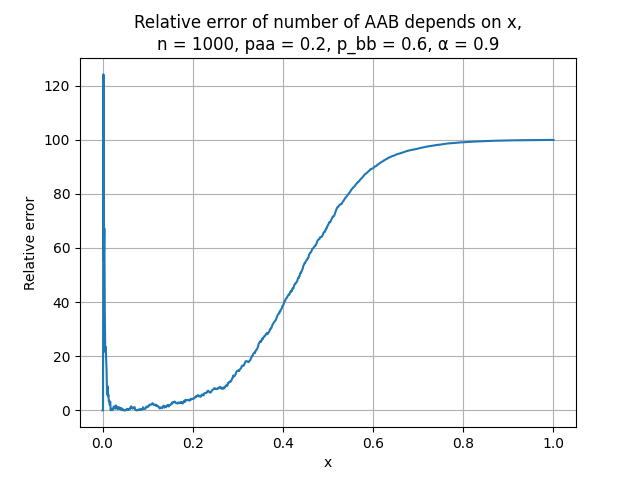 Relative error of number of AAB depends on x,
n = 1000, paa = 0.2, p_bb = 0.6, α = 0.9
120
100
80
60
40
20
0
Relative error
0.0 0.2 0.4 0.6 0.8 1.0
x